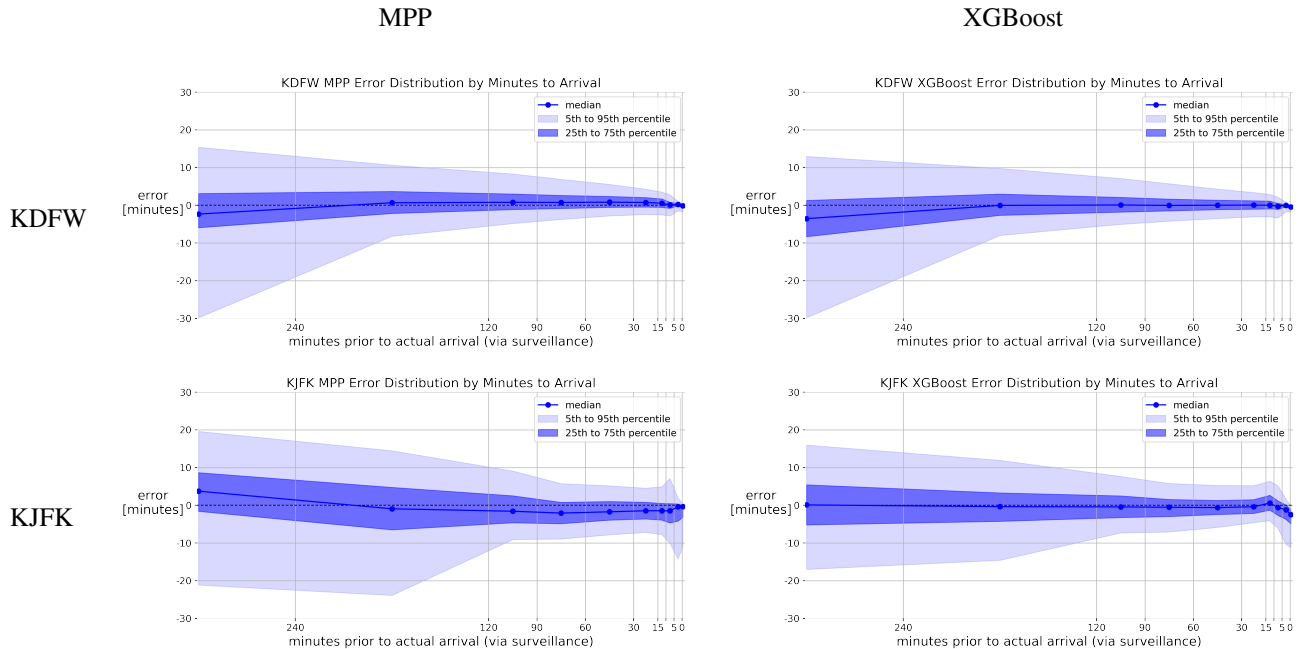 MPP XGBoost
KDFW
KDFW MPP Error Distribution by Minutes to Arrival
30
20
10
0
-10
-20
-30
error
[minutes]
median
5th to 95th percentile
25th to 75th percentile
240 120 90 60 30 15 5 0
minutes prior to actual arrival (via surveillance)
KDFW XGBoost Error Distribution by Minutes to Arrival
30
20
10
0
-10
-20
-30
error
[minutes]
median
5th to 95th percentile
25th to 75th percentile
240 120 90 60 30 15 5 0
minutes prior to actual arrival (via surveillance)
KJFK
KJFK MPP Error Distribution by Minutes to Arrival
30
20
10
0
-10
-20
-30
error
[minutes]
median
5th to 95th percentile
25th to 75th percentile
240 120 90 60 30 15 5 0
minutes prior to actual arrival (via surveillance)
KJFK XGBoost Error Distribution by Minutes to Arrival
30
20
10
0
-10
-20
-30
error
[minutes]
median
5th to 95th percentile
25th to 75th percentile
240 120 90 60 30 15 5 0
minutes prior to actual arrival (via surveillance)